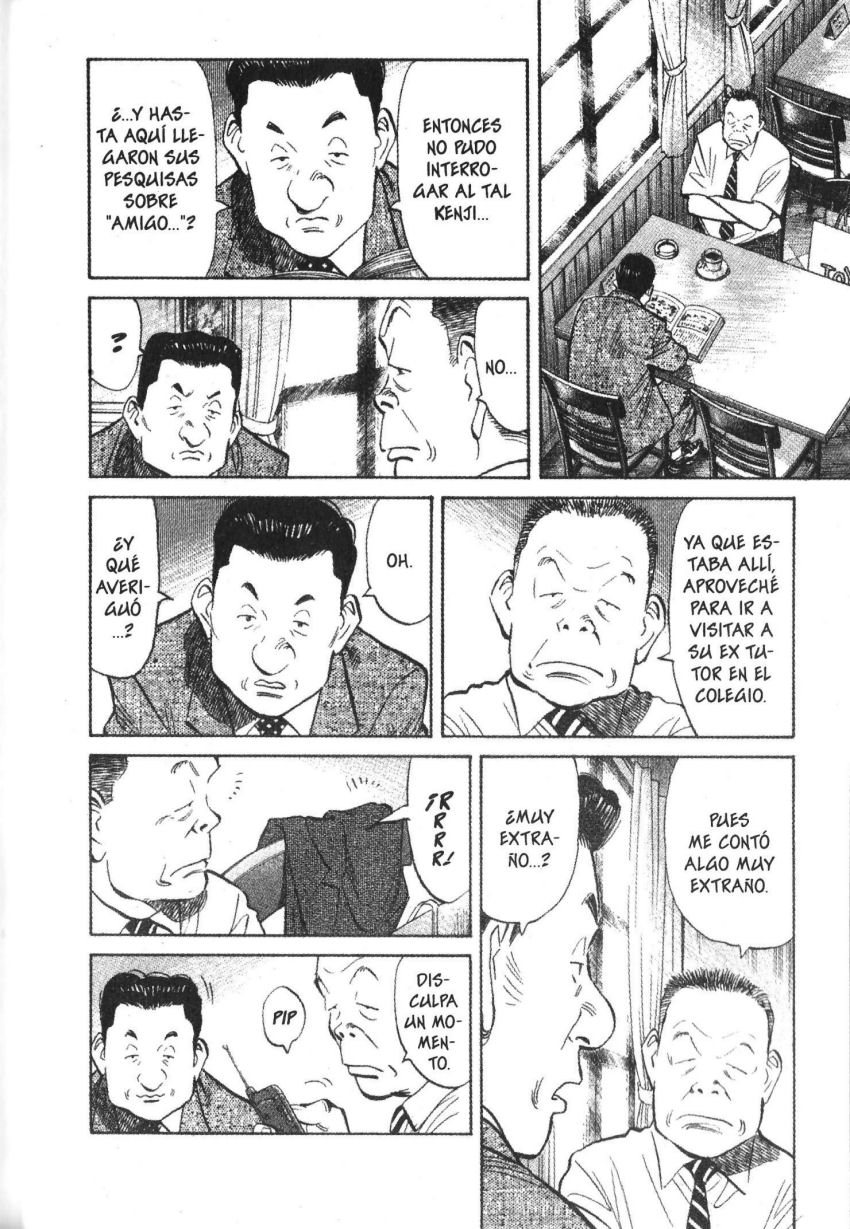 ENTONCES
NO PUDO
INTERRO-
GAR AL TAL
KENJI...
¿...Y HAS-
TA AQUÍ LLE-
GARON SUS
PESQUISAS
SOBRE
"AMIGO..."?
NO...
?
YA QUE ES-
TABA ALLÍ,
APROVECHÉ
PARA IR A
VISITAR A
SU EX TU-
TOR EN EL
COLEGIO.
OH.
¿Y
QUÉ
AVERI-
GUÓ
...?
PUES
ME CONTÓ
ALGO MUY
EXTRAÑO.
¿MUY
EXTRA-
ÑO...?
¡R
R
R
R!
DIS-
CULPA
UN MO-
MEN-
TO.
PIP